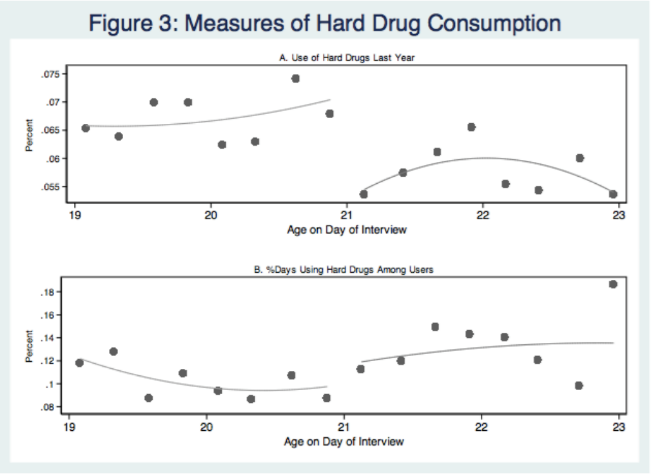 Figure 3: Measures of Hard Drug Consumption
A. Use of Hard Drugs Last Year
Percent
.075
.07
.065
.06
.055
19 20 21 22 23
Age on Day of Interview
B. %Days Using Hard Drugs Among Users
Percent
.18
.16
.14
.12
.1
.08
19 20 21 22 23
Age on Day of Interview